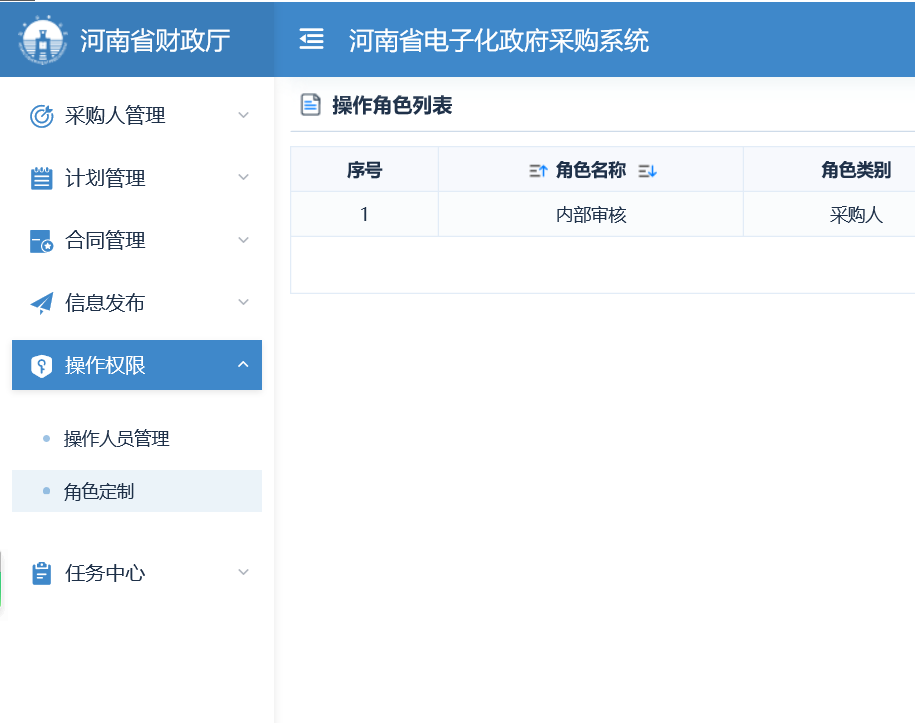 河南省财政厅
河南省电子化政府采购系统
采购人管理
计划管理
合同管理
信息发布
操作权限
操作人员管理
角色定制
任务中心
操作角色列表
序号 角色名称 角色类别
1 内部审核 采购人